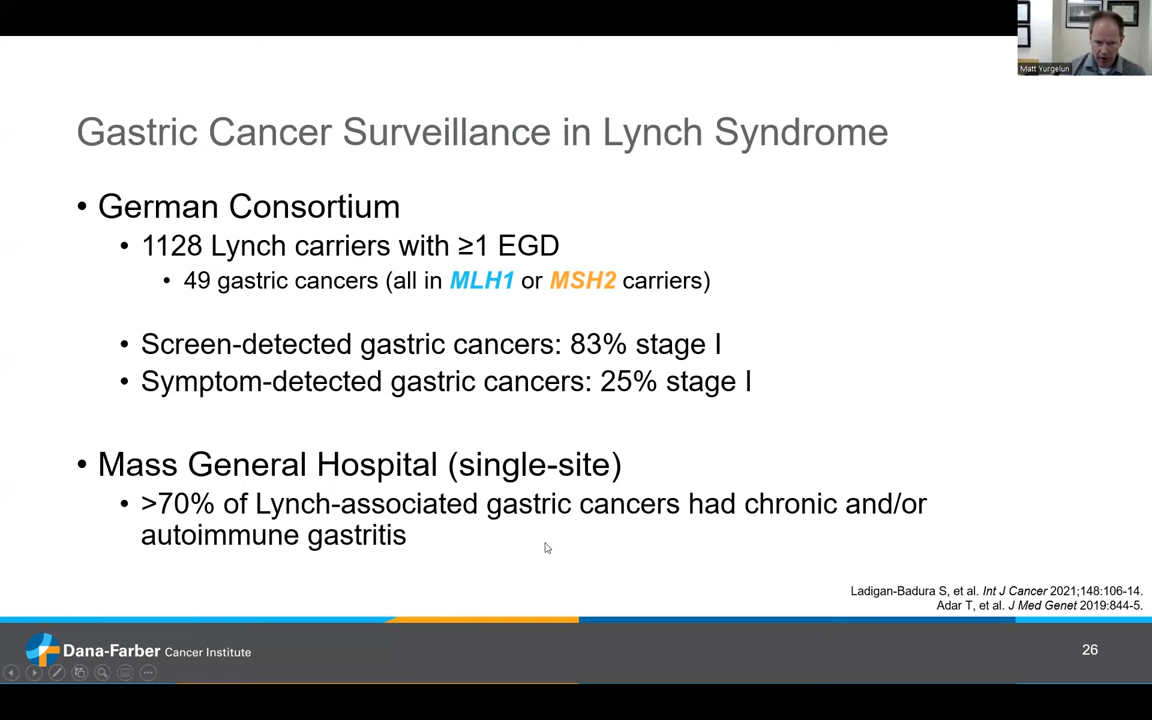 Matt Yurgelun
Gastric Cancer Surveillance in Lynch Syndrome
• German Consortium
• 1128 Lynch carriers with ≥1 EGD
• 49 gastric cancers (all in MLH1 or MSH2 carriers)
• Screen-detected gastric cancers: 83% stage I
• Symptom-detected gastric cancers: 25% stage I
• Mass General Hospital (single-site)
• >70% of Lynch-associated gastric cancers had chronic and/or
autoimmune gastritis
Ladigan-Badura S, et al. Int J Cancer 2021;148:106-14.
Adar T, et al. J Med Genet 2019:844-5.
Dana-Farber Cancer Institute
26